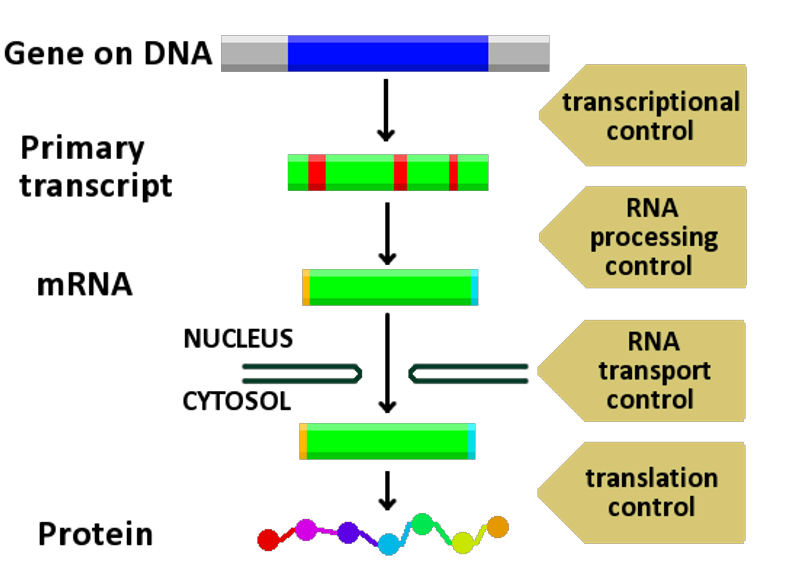 Gene on DNA
transcriptional
control
Primary
transcript
RNA
processing
control
mRNA
NUCLEUS
RNA
transport
control
CYTOSOL
translation
control
Protein